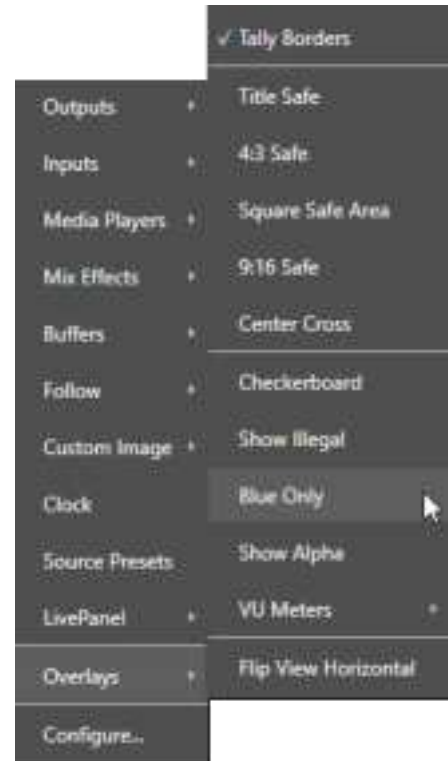 Outputs
Inputs
Media Players
Mix Effects
Buffers
Follow
Custom Image
Clock
Source Presets
LivePanel
Overlays
Configure...
✓ Tally Borders
Title Safe
4:3 Safe
Square Safe Area
9:16 Safe
Center Cross
Checkerboard
Show Illegal
Blue Only
Show Alpha
VU Meters
Flip View Horizontal